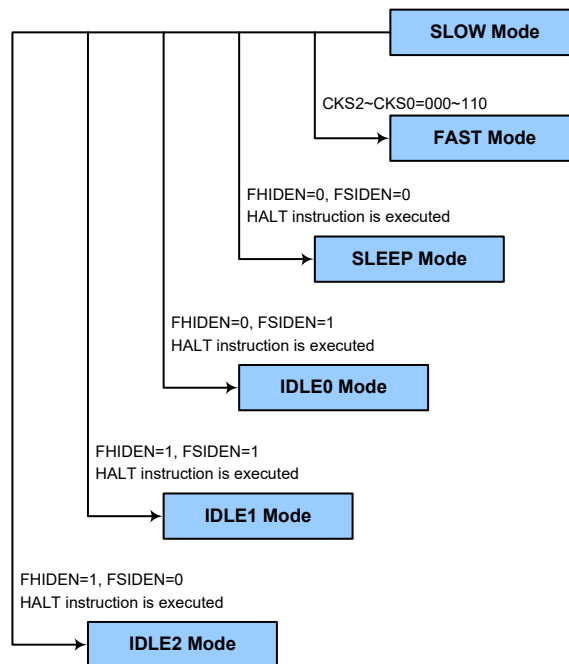 SLOW Mode
CKS2~CKS0=000~110
FAST Mode
FHIDEN=0, FSIDEN=0
HALT instruction is executed
SLEEP Mode
FHIDEN=0, FSIDEN=1
HALT instruction is executed
IDLE0 Mode
FHIDEN=1, FSIDEN=1
HALT instruction is executed
IDLE1 Mode
FHIDEN=1, FSIDEN=0
HALT instruction is executed
IDLE2 Mode